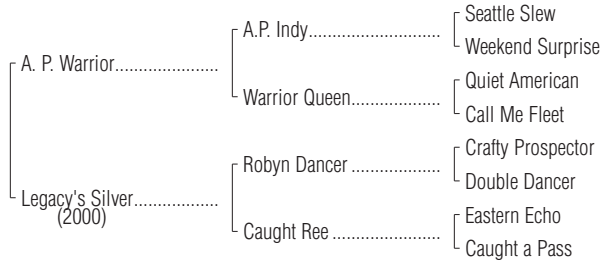 Seattle Slew
A.P. Indy
Weekend Surprise
A. P. Warrior
Quiet American
Warrior Queen
Call Me Fleet
Crafty Prospector
Robyn Dancer
Double Dancer
Legacy's Silver
(2000)
Eastern Echo
Caught Ree
Caught a Pass